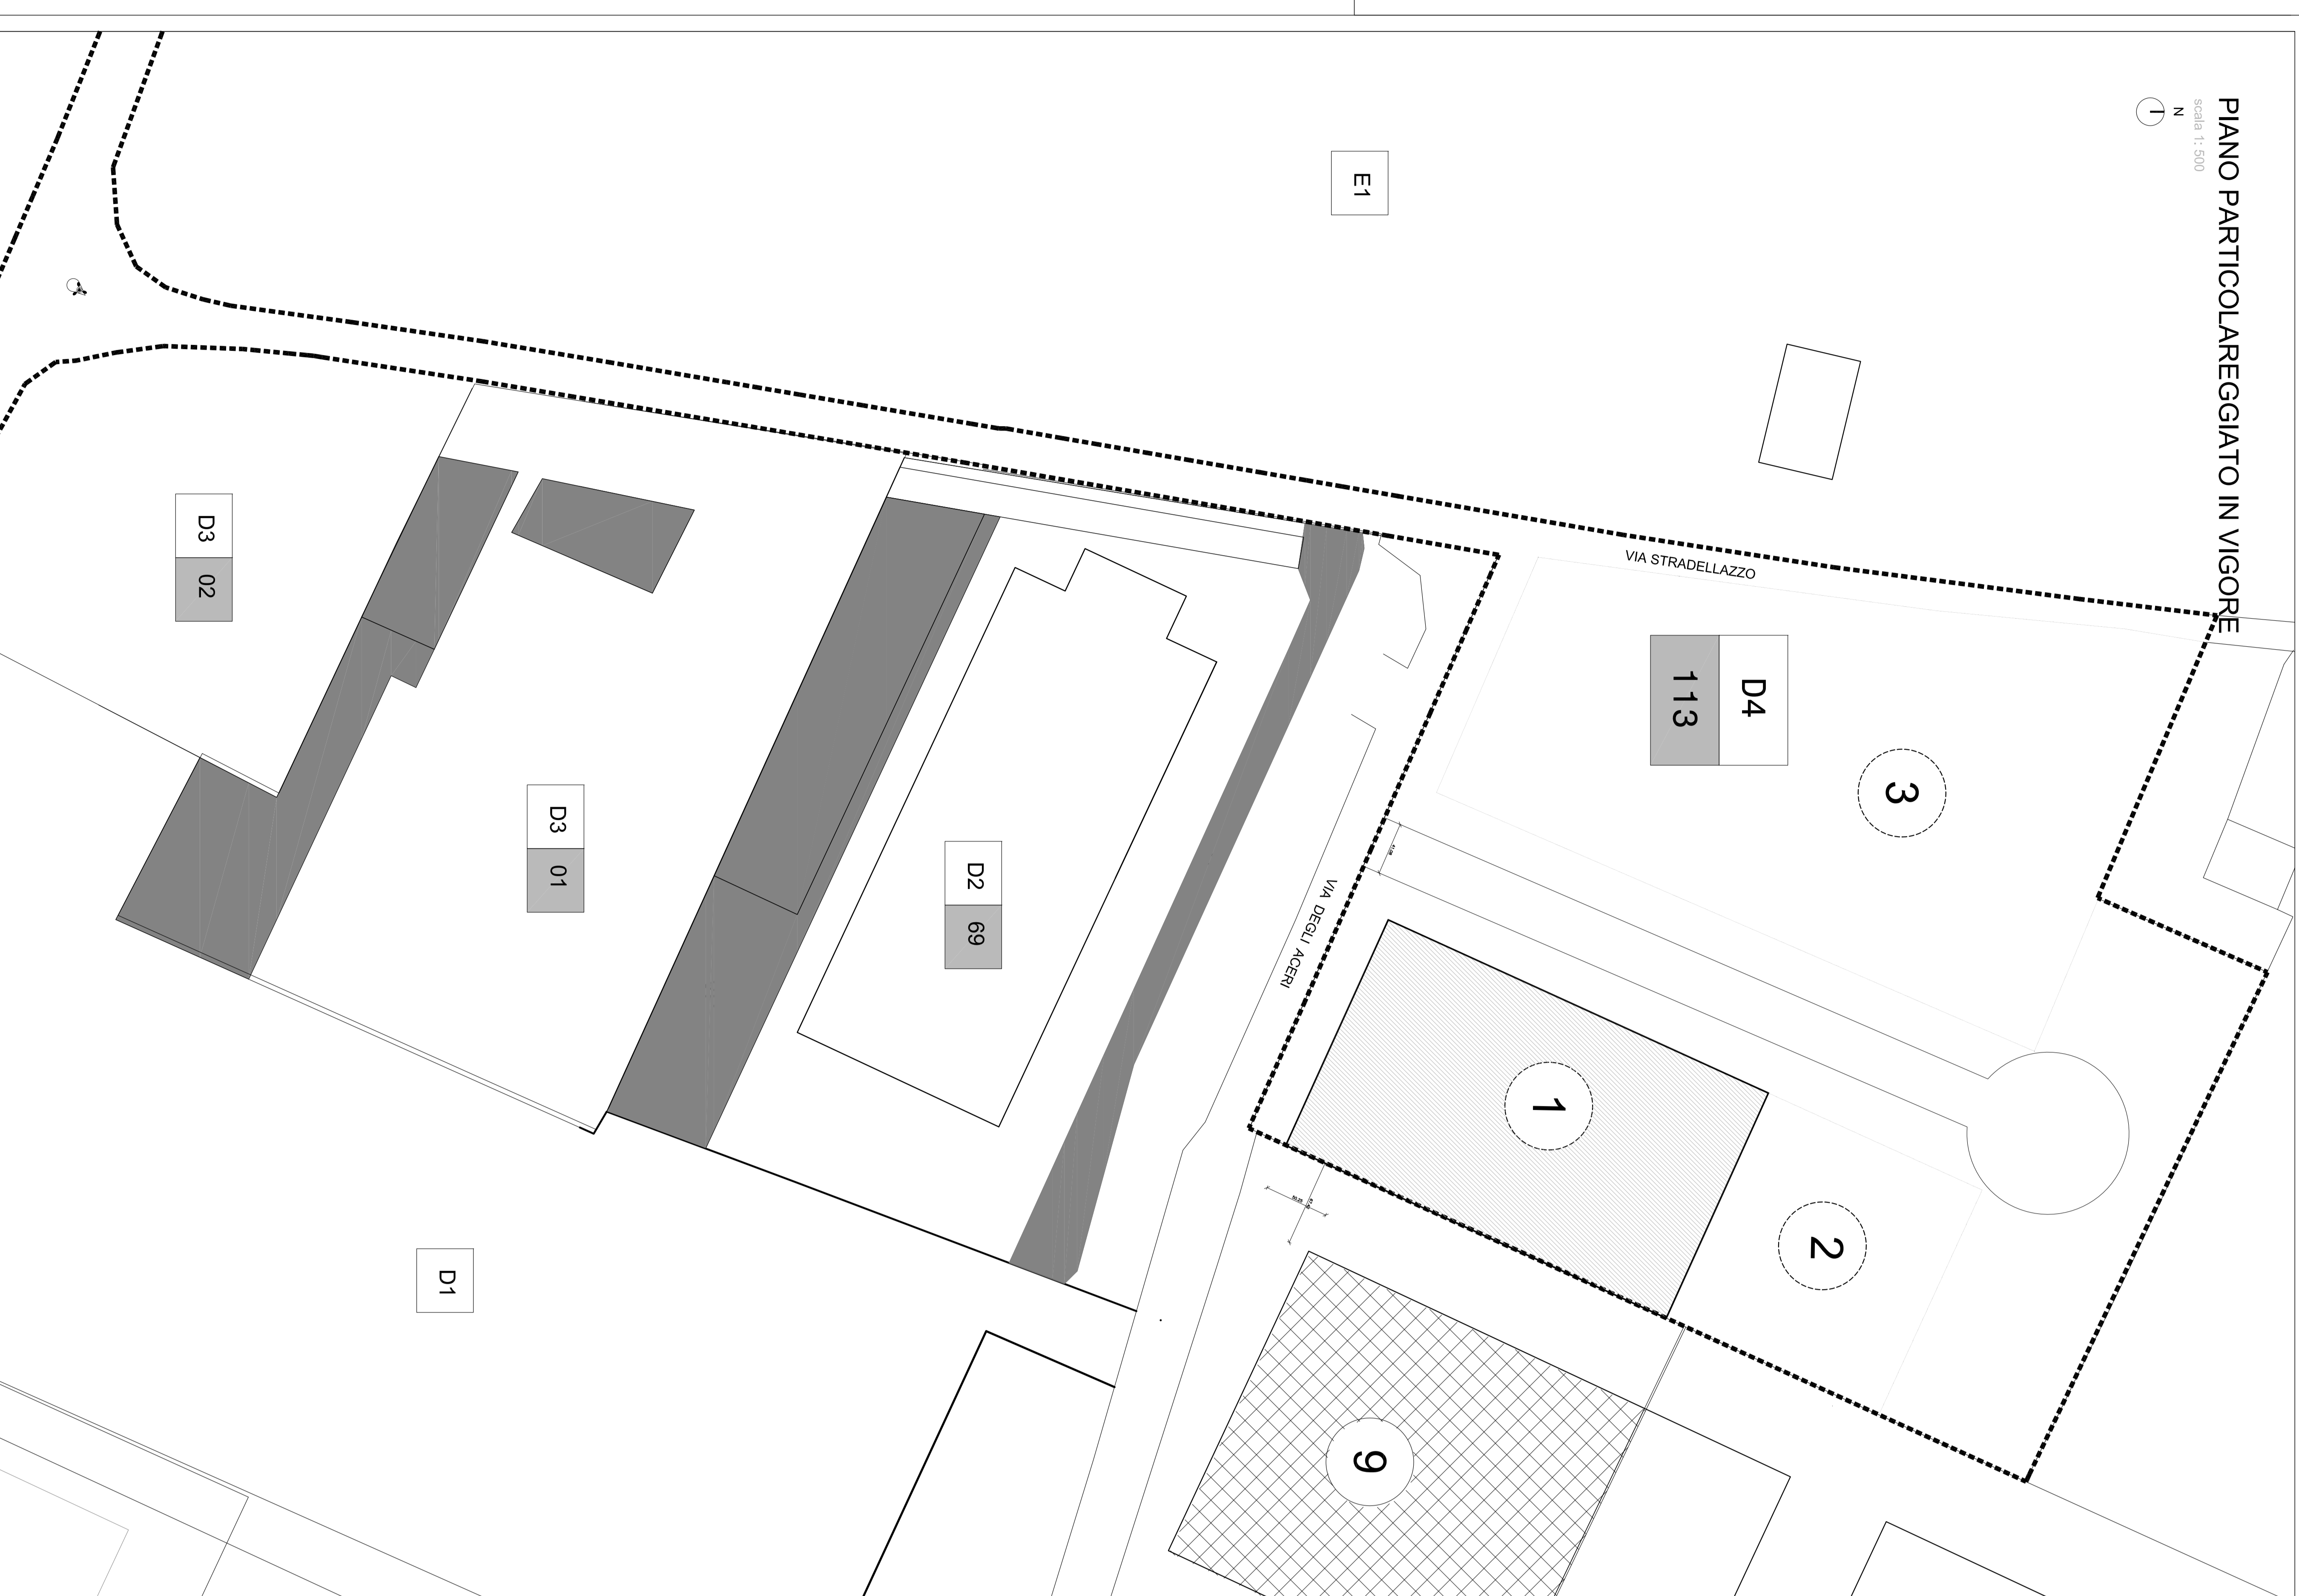 PIANO PARTICOLAREGGIATO IN VIGORE
scala 1: 500
N
E1
VIA STRADELLAZZO
D4
113
3
D3
02
D3
01
D2
69
VIA DEGLI ACERI
1
2
D1
9